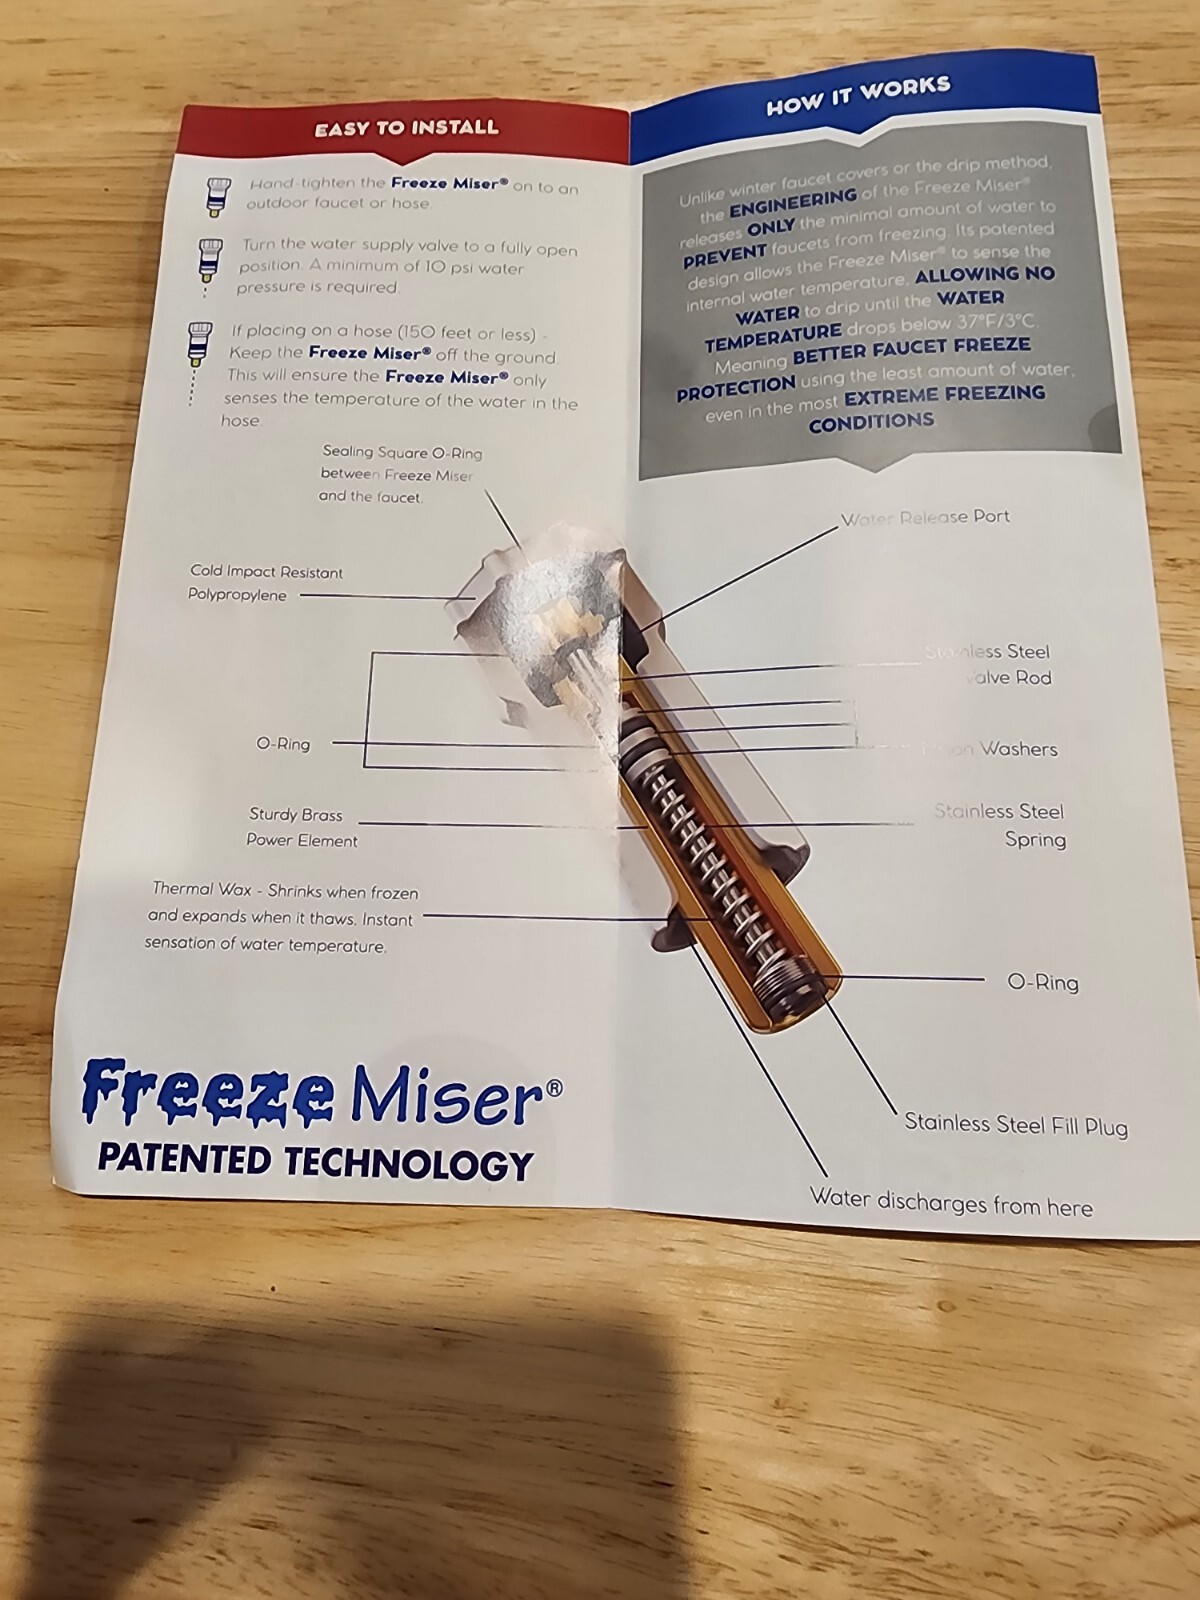 EASY TO INSTALL
Hand-tighten the Freeze Miser® on to an
outdoor faucet or hose.
Turn the water supply valve to a fully open
position. A minimum of 10 psi water
pressure is required.
If placing on a hose (150 feet or less) -
Keep the Freeze Miser® off the ground.
This will ensure the Freeze Miser® only
senses the temperature of the water in the
hose.
Sealing Square O-Ring
between Freeze Miser
and the faucet.
Cold Impact Resistant
Polypropylene
O-Ring
Sturdy Brass
Power Element
Thermal Wax - Shrinks when frozen
and expands when it thaws. Instant
sensation of water temperature.
Freeze Miser®
PATENTED TECHNOLOGY
HOW IT WORKS
Unlike winter faucet covers or the drip method,
the ENGINEERING of the Freeze Miser®
releases ONLY the minimal amount of water to
PREVENT faucets from freezing. Its patented
design allows the Freeze Miser® to sense the
internal water temperature, ALLOWING NO
WATER to drip until the WATER
TEMPERATURE drops below 37°F/3°C.
Meaning BETTER FAUCET FREEZE
PROTECTION using the least amount of water,
even in the most EXTREME FREEZING
CONDITIONS
Water Release Port
Stainless Steel
Valve Rod
Washers
Stainless Steel
Spring
O-Ring
Stainless Steel Fill Plug
Water discharges from here